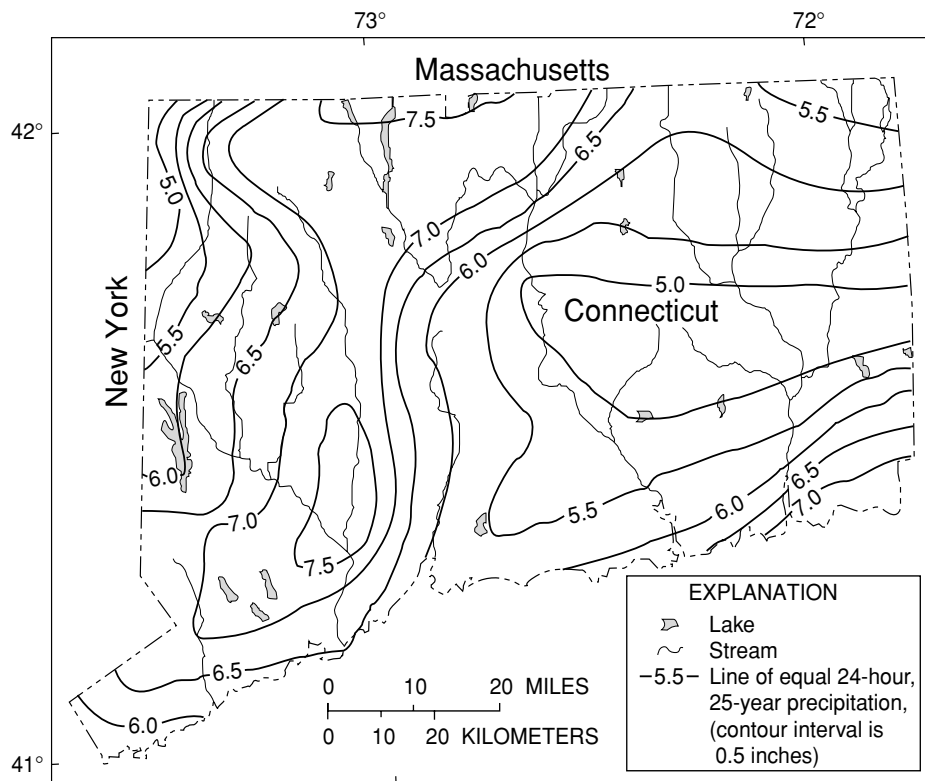 73°
72°
Massachusetts
42°
7.5
5.5
6.5
5.0
7.0
6.0
5.0
Connecticut
New York
5.5
6.5
6.0
7.0
5.5
6.0
6.5
7.0
7.5
6.5
6.0
0 10 20 MILES
0 10 20 KILOMETERS
EXPLANATION
Lake
Stream
5.5 Line of equal 24-hour,
25-year precipitation,
(contour interval is
0.5 inches)
41°